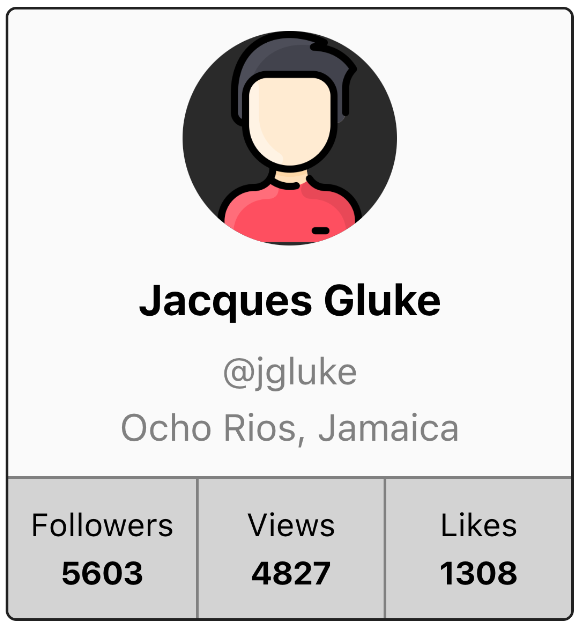 Jacques Gluke
@jgluke
Ocho Rios, Jamaica
Followers
5603
Views
4827
Likes
1308